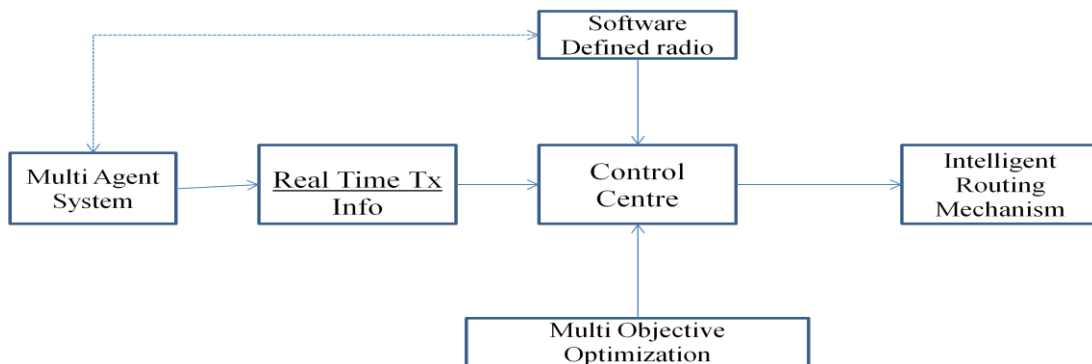 Software
Defined radio
Multi Agent
System
Real Time Tx
Info
Control
Centre
Intelligent
Routing
Mechanism
Multi Objective
Optimization